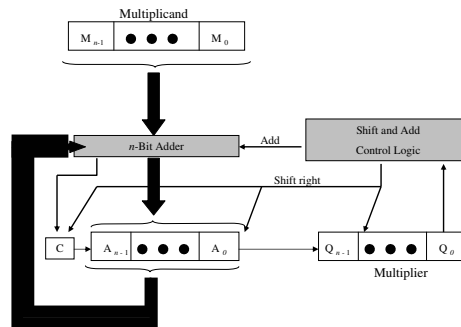 Multiplicand
M n-1 ● ● ● M 0
n-Bit Adder
Add
Shift and Add
Control Logic
Shift right
C
A n-1 ● ● ● A 0
Q n-1 ● ● ● Q 0
Multiplier